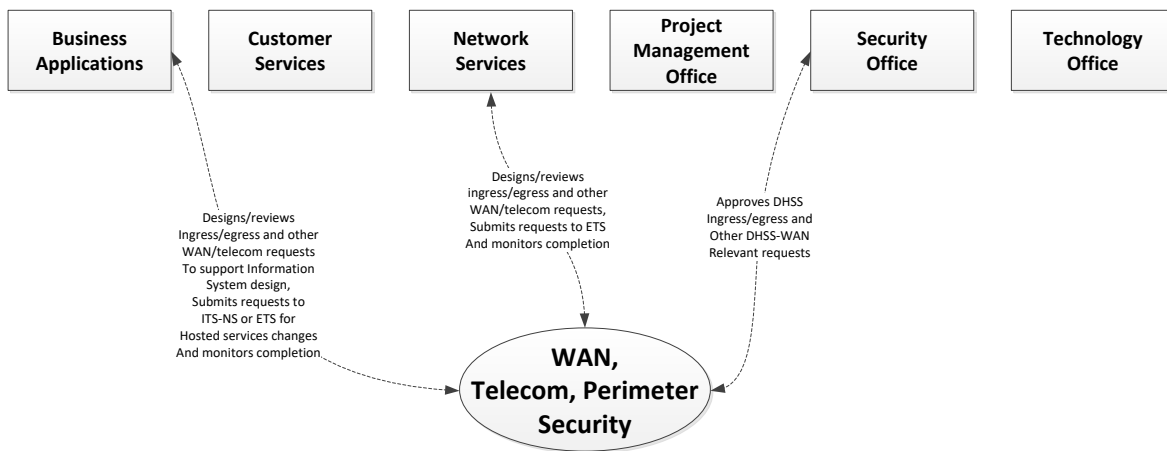 Business
Applications
Customer
Services
Network
Services
Project
Management
Office
Security
Office
Technology
Office
Designs/reviews
Ingress/egress and other
WAN/telecom requests
To support Information
System design,
Submits requests to
ITS-NS or ETS for
Hosted services changes
And monitors completion
Designs/reviews
ingress/egress and other
WAN/telecom requests,
Submits requests to ETS
And monitors completion
Approves DHSS
Ingress/egress and
Other DHSS-WAN
Relevant requests
WAN,
Telecom, Perimeter
Security